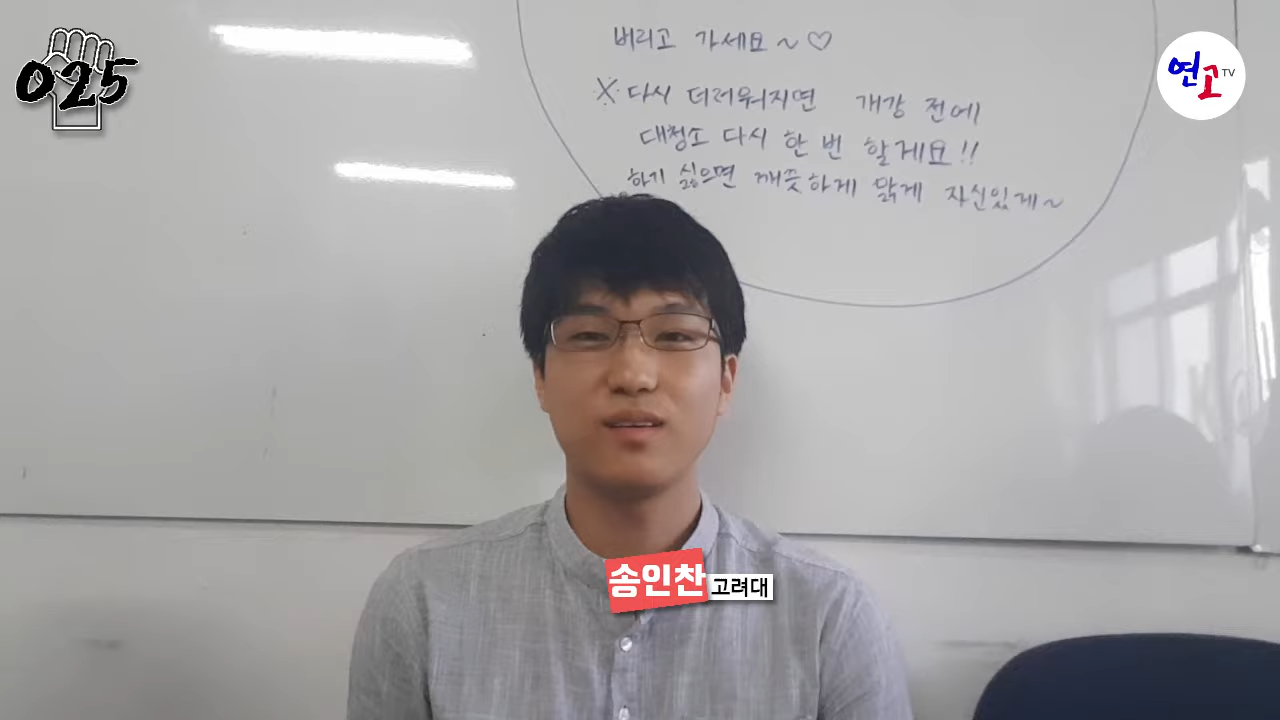 025
버리고 가세요~♡
※다시 더러워지면 개강 전에
대청소 다시 한 번 할게요!!
하기 싫으면 깨끗하게 맑게 자신있게~
연고TV
송인찬 고려대